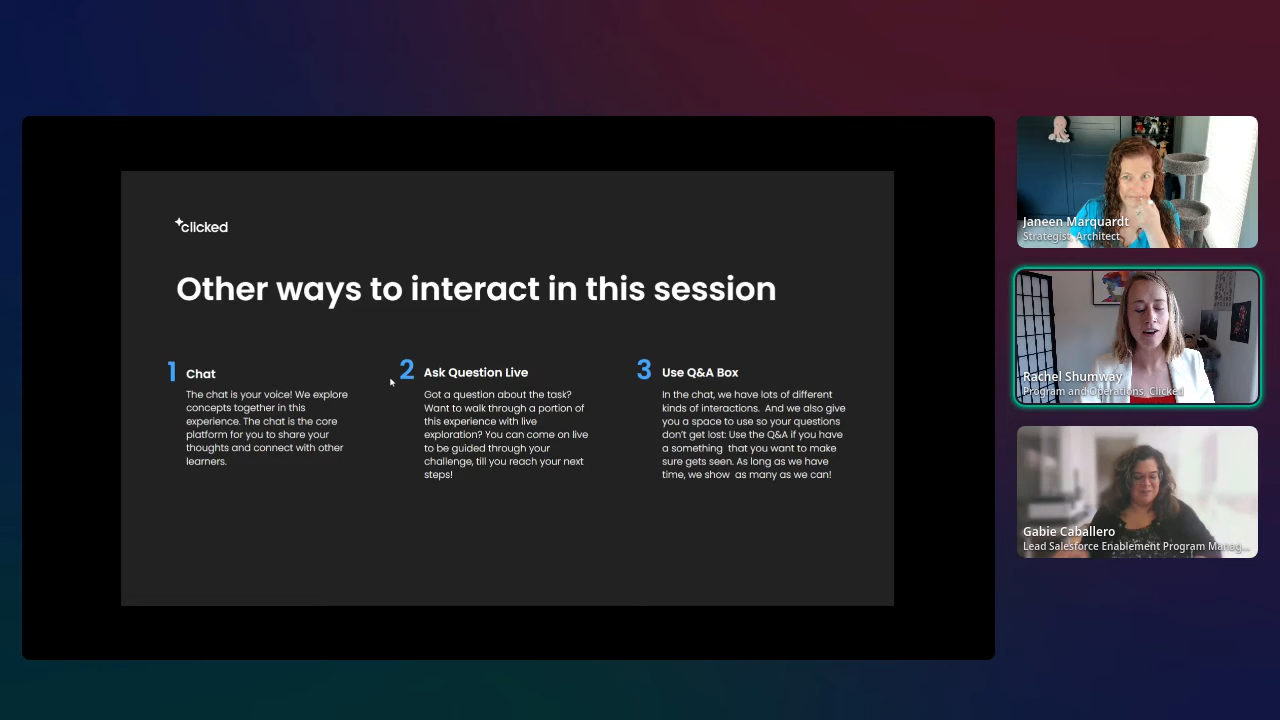 clicked
Other ways to interact in this session
1 Chat
The chat is your voice! We explore
concepts together in this
experience. The chat is the core
platform for you to share your
thoughts and connect with other
learners.
2 Ask Question Live
Got a question about the task?
Want to walk through a portion of
this experience with live
exploration? You can come on live
to be guided through your
challenge, till you reach your next
steps!
3 Use Q&A Box
In the chat, we have lots of different
kinds of interactions.  And we also give
you a space to use so your questions
don’t get lost: Use the Q&A if you have
a something  that you want to make
sure gets seen. As long as we have
time, we show  as many as we can!
Janeen Marquardt
Strategist, Architect
Rachel Shumway
Program and Operations, Clicked
Gabie Caballero
Lead Salesforce Enablement Program Manag...